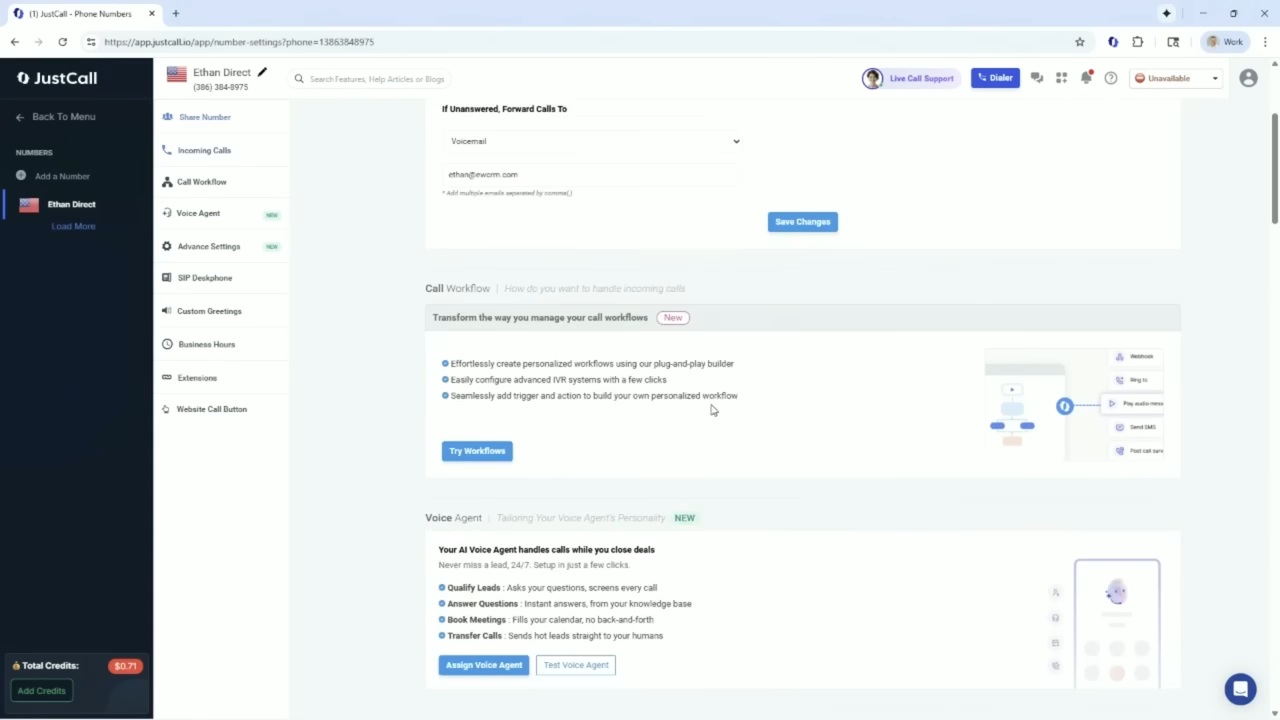 (1) JustCall - Phone Numbers
https://app.justcall.io/app/number-settings?phone=13863848975
Work
JustCall
Ethan Direct
(386) 384-8975
Search Features, Help Articles or Blogs
Live Call Support
Dialer
Unavailable
Back To Menu
NUMBERS
Add a Number
Ethan Direct
Load More
Share Number
Incoming Calls
Call Workflow
Voice Agent
NEW
Advance Settings
NEW
SIP Deskphone
Custom Greetings
Business Hours
Extensions
Website Call Button
If Unanswered, Forward Calls To
Voicemail
ethan@ewcrm.com
* Add multiple emails separated by comma(,)
Save Changes
Call Workflow | How do you want to handle incoming calls
Transform the way you manage your call workflows New
Effortlessly create personalized workflows using our plug-and-play builder
Easily configure advanced IVR systems with a few clicks
Seamlessly add trigger and action to build your own personalized workflow
Try Workflows
Webhook
Ring to
Play audio mess
Send SMS
Post call surv
Voice Agent | Tailoring Your Voice Agent's Personality NEW
Your AI Voice Agent handles calls while you close deals
Never miss a lead, 24/7. Setup in just a few clicks.
Qualify Leads : Asks your questions, screens every call
Answer Questions : Instant answers, from your knowledge base
Book Meetings : Fills your calendar, no back-and-forth
Transfer Calls : Sends hot leads straight to your humans
Assign Voice Agent
Test Voice Agent
Total Credits:
$0.71
Add Credits